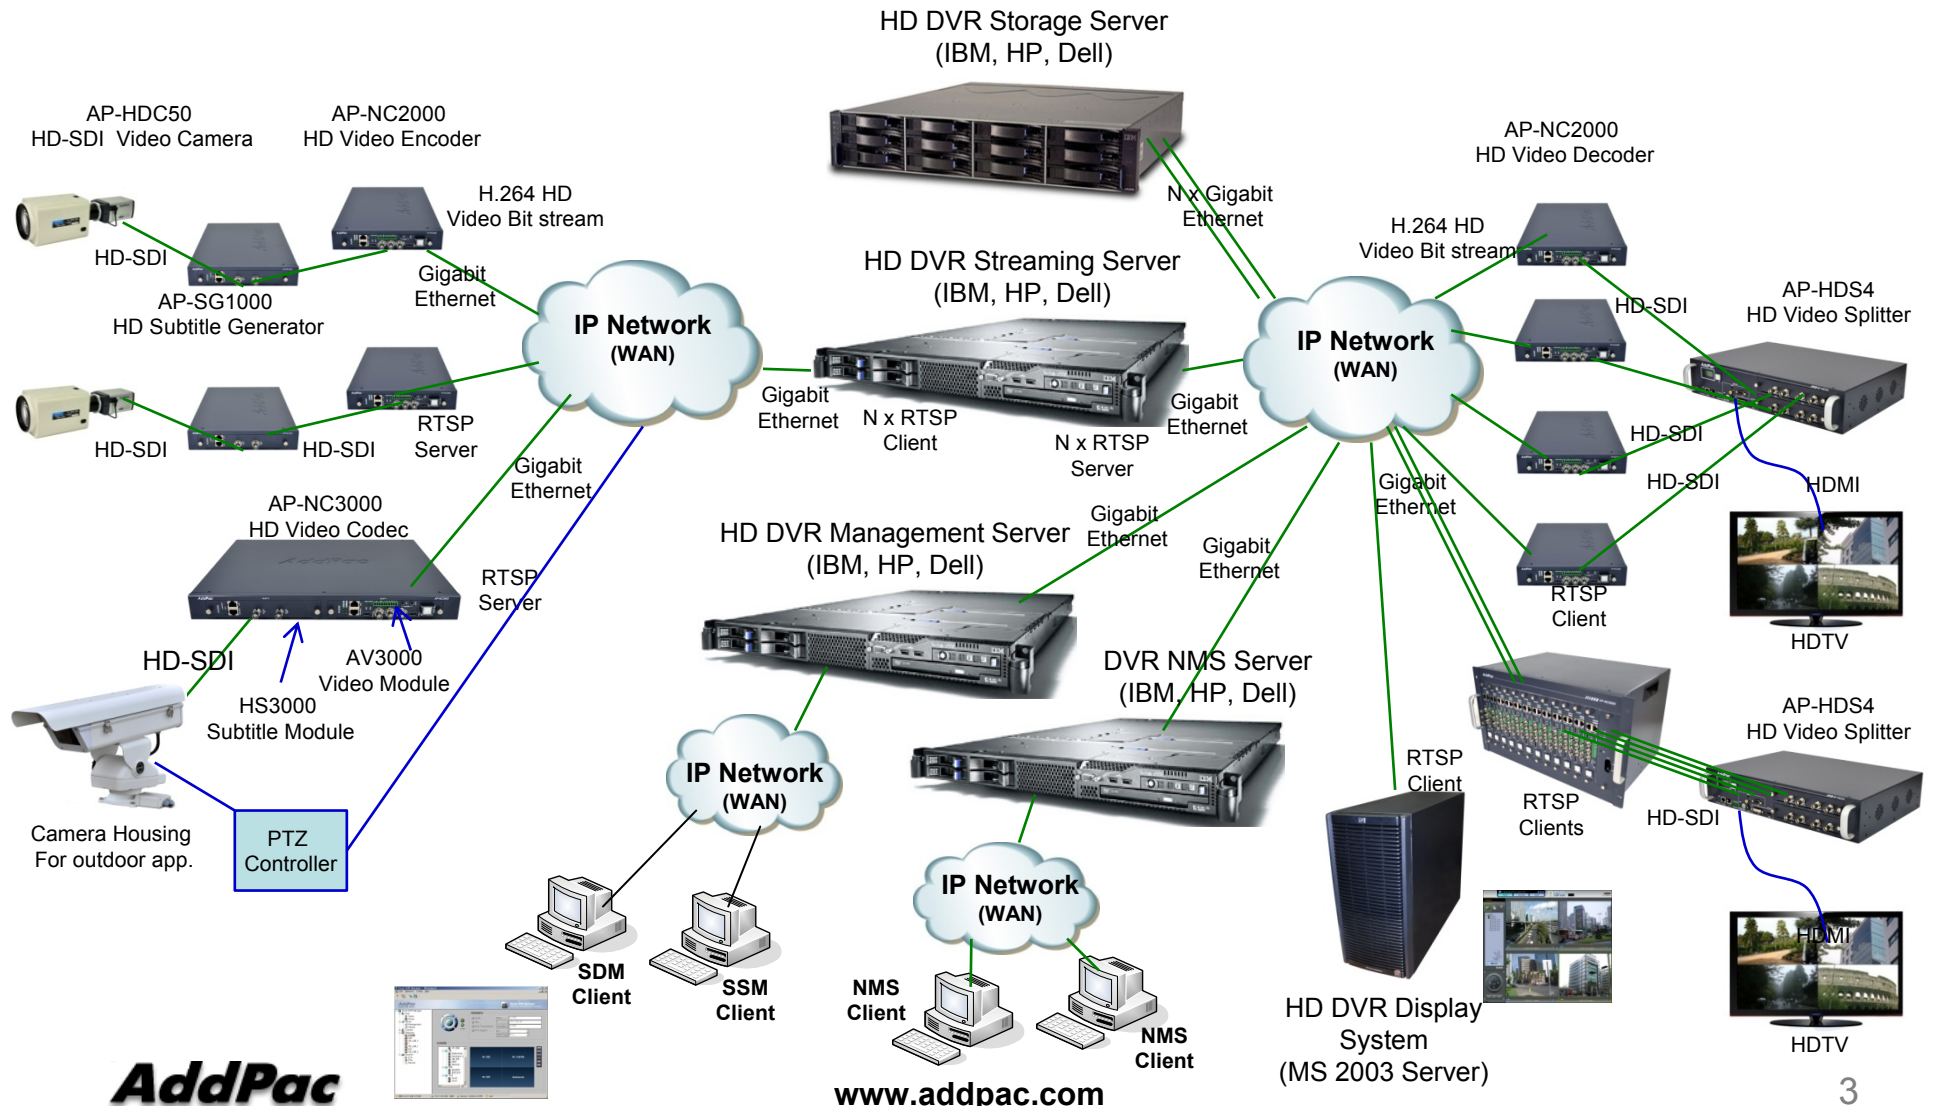 HD DVR Storage Server
(IBM, HP, Dell)
AP-HDC50
HD-SDI  Video Camera
AP-NC2000
HD Video Encoder
H.264 HD
Video Bit stream
HD-SDI
AP-SG1000
HD Subtitle Generator
Gigabit
Ethernet
IP Network
(WAN)
HD-SDI
HD-SDI
RTSP
Server
Gigabit
Ethernet
AP-NC3000
HD Video Codec
AddPac
RTSP
Server
HD-SDI
AV3000
Video Module
HS3000
Subtitle Module
Camera Housing
For outdoor app.
PTZ
Controller
HD DVR Streaming Server
(IBM, HP, Dell)
Gigabit
Ethernet
N x RTSP
Client
N x RTSP
Server
Gigabit
Ethernet
N x Gigabit
Ethernet
IP Network
(WAN)
HD DVR Management Server
(IBM, HP, Dell)
Gigabit
Ethernet
Gigabit
Ethernet
DVR NMS Server
(IBM, HP, Dell)
IP Network
(WAN)
SDM
Client
SSM
Client
IP Network
(WAN)
NMS
Client
NMS
Client
AP-NC2000
HD Video Decoder
H.264 HD
Video Bit stream
HD-SDI
AP-HDS4
HD Video Splitter
HD-SDI
HD-SDI
Gigabit
Ethernet
HDMI
RTSP
Client
HDTV
RTSP
Client
RTSP
Clients
AP-HDS4
HD Video Splitter
HD-SDI
HDMI
HDTV
HD DVR Display
System
(MS 2003 Server)
AddPac
www.addpac.com
3